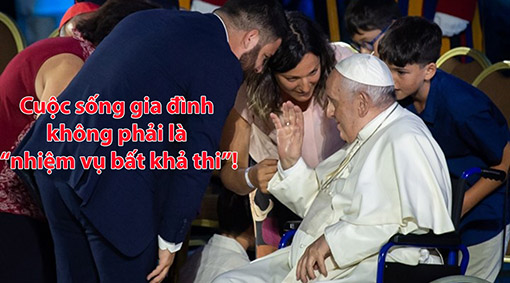 Cuộc sống gia đình
không phải là
“nhiệm vụ bất khả thi”!